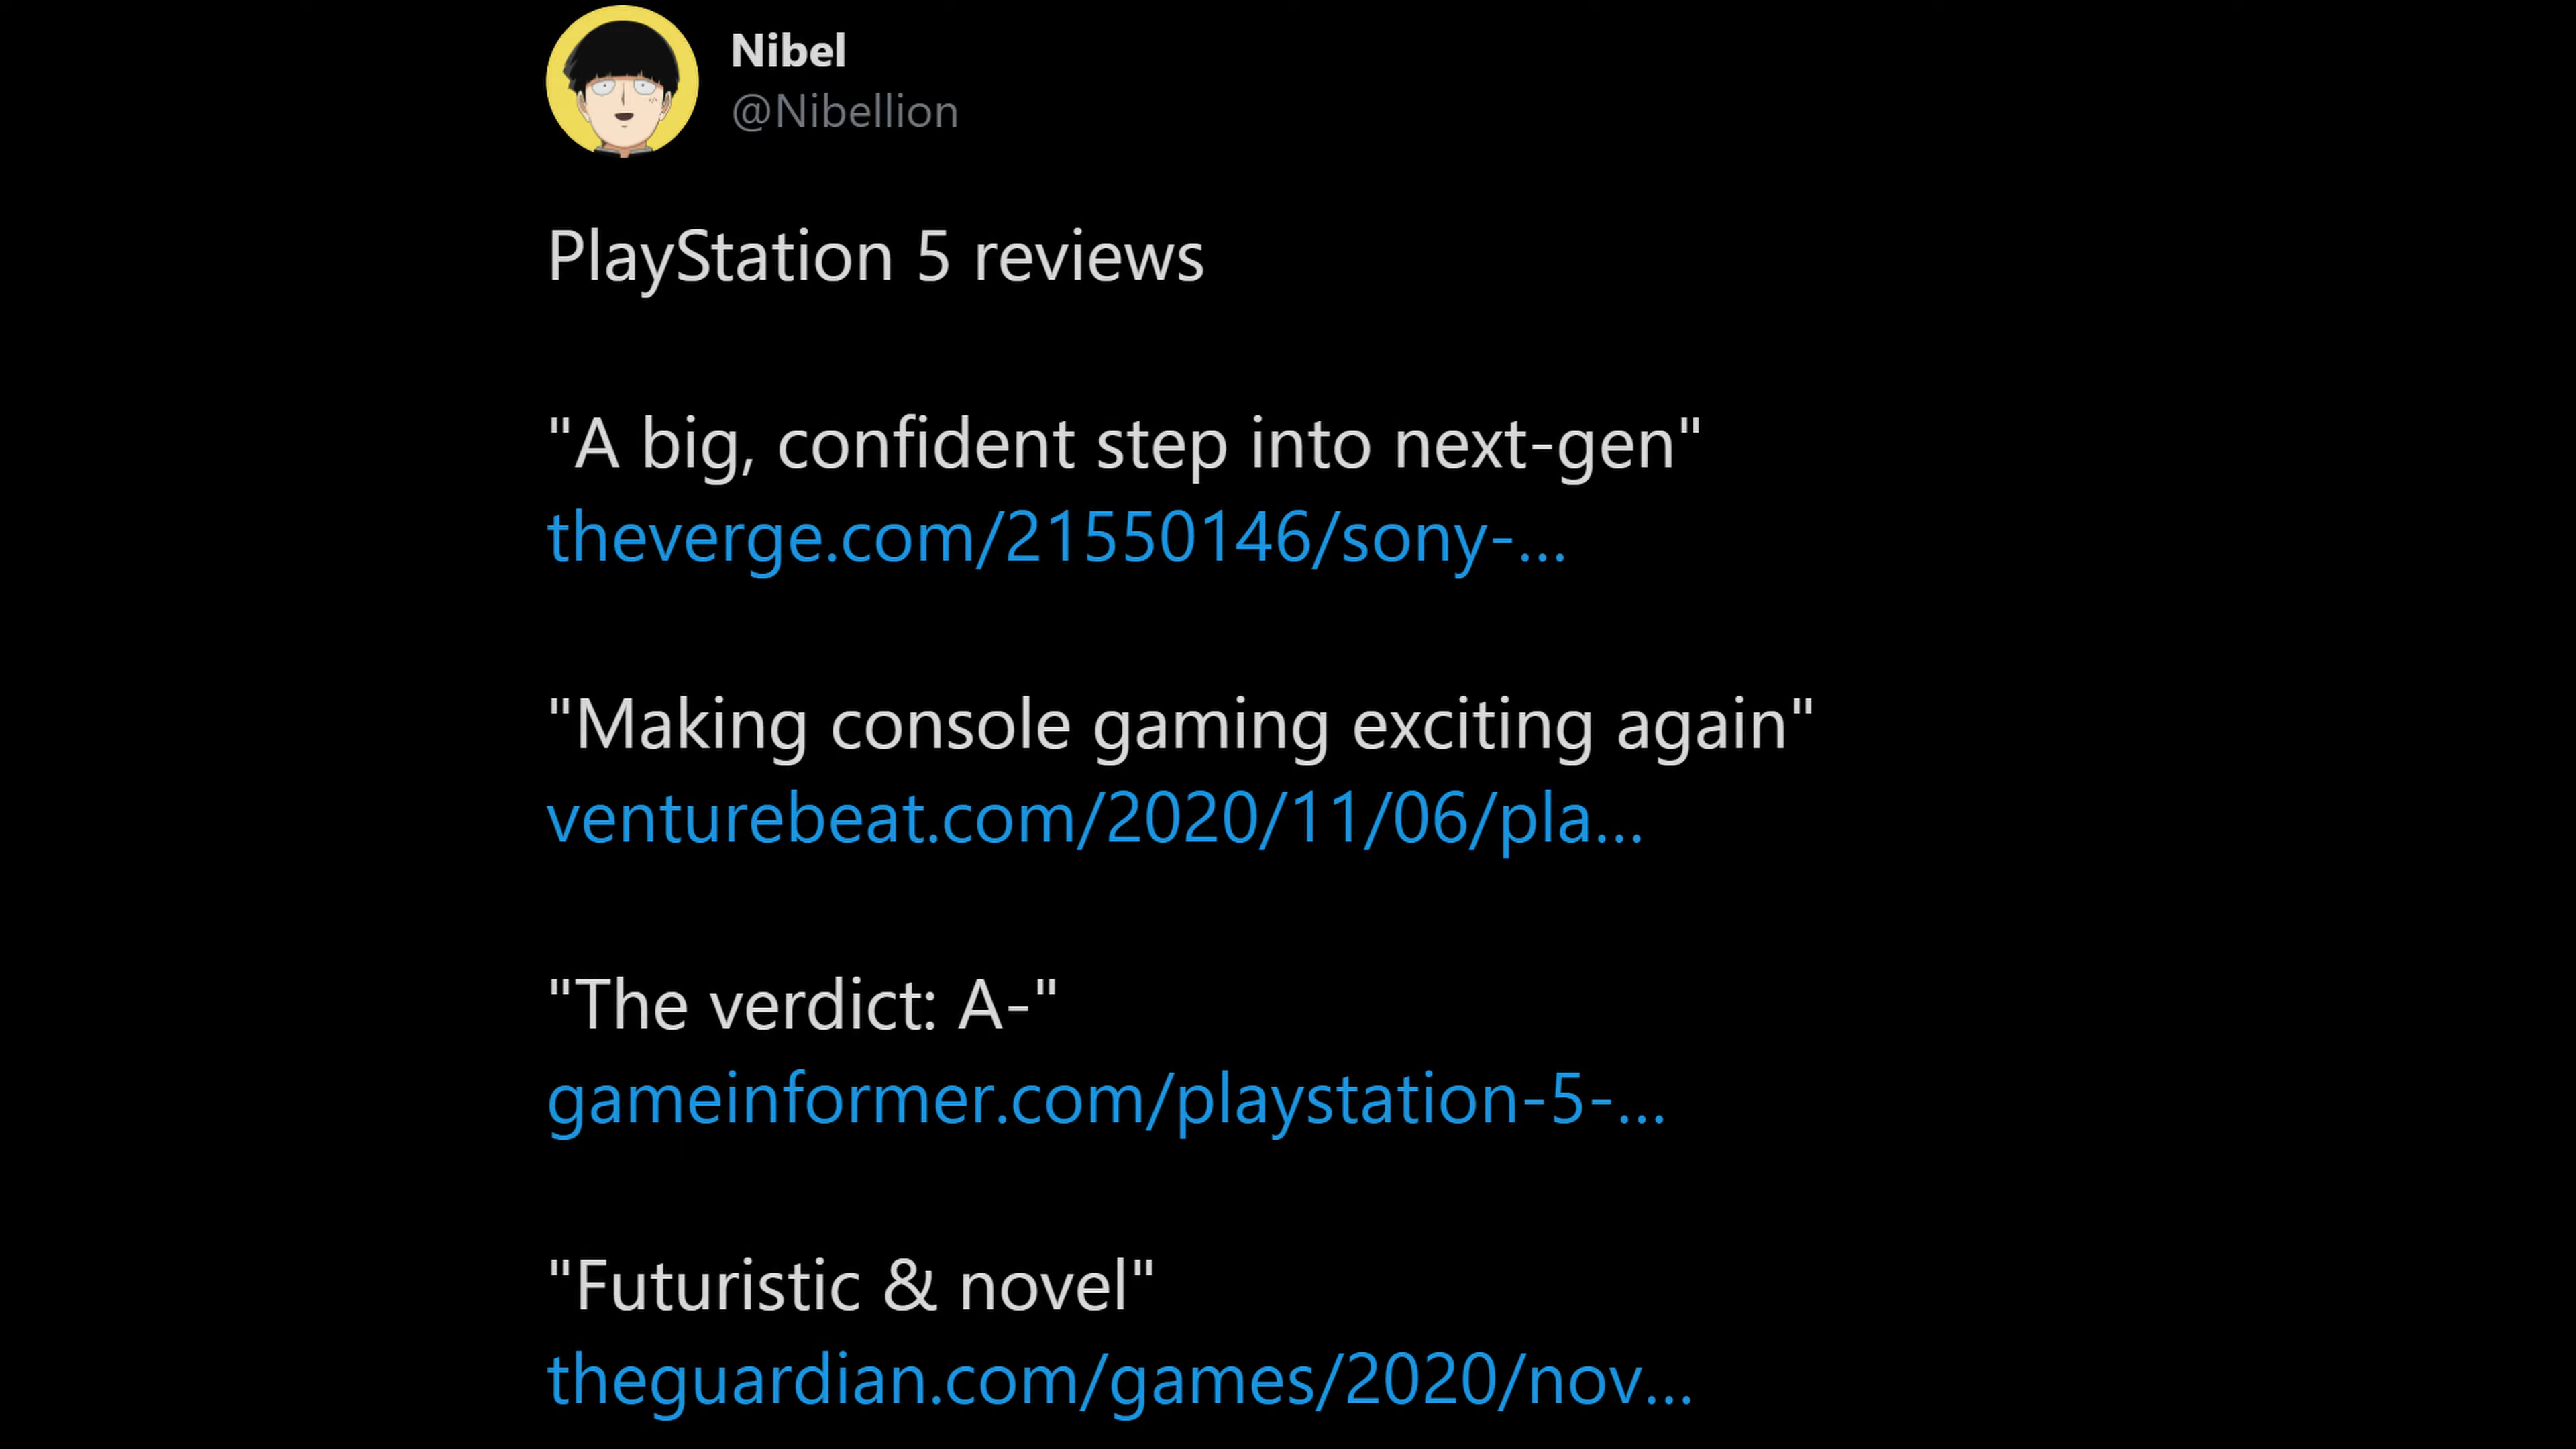 Nibel
@Nibellion
PlayStation 5 reviews
"A big, confident step into next-gen"
theverge.com/21550146/sony-...
"Making console gaming exciting again"
venturebeat.com/2020/11/06/pla...
"The verdict: A-"
gameinformer.com/playstation-5-...
"Futuristic & novel"
theguardian.com/games/2020/nov...